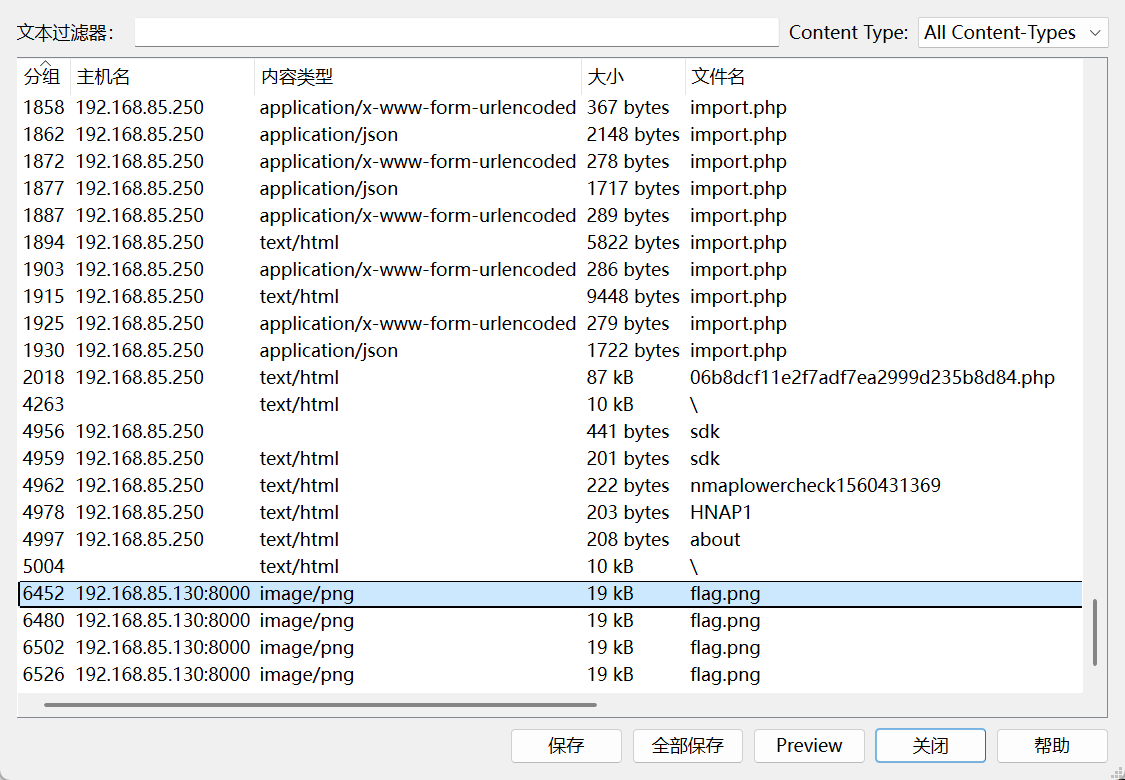 文本过滤器： Content Type: All Content-Types
分组 主机名 内容类型 大小 文件名
1858 192.168.85.250 application/x-www-form-urlencoded 367 bytes import.php
1862 192.168.85.250 application/json 2148 bytes import.php
1872 192.168.85.250 application/x-www-form-urlencoded 278 bytes import.php
1877 192.168.85.250 application/json 1717 bytes import.php
1887 192.168.85.250 application/x-www-form-urlencoded 289 bytes import.php
1894 192.168.85.250 text/html 5822 bytes import.php
1903 192.168.85.250 application/x-www-form-urlencoded 286 bytes import.php
1915 192.168.85.250 text/html 9448 bytes import.php
1925 192.168.85.250 application/x-www-form-urlencoded 279 bytes import.php
1930 192.168.85.250 application/json 1722 bytes import.php
2018 192.168.85.250 text/html 87 kB 06b8dcf11e2f7adf7ea2999d235b8d84.php
4263 text/html 10 kB \
4956 192.168.85.250 441 bytes sdk
4959 192.168.85.250 text/html 201 bytes sdk
4962 192.168.85.250 text/html 222 bytes nmaplowercheck1560431369
4978 192.168.85.250 text/html 203 bytes HNAP1
4997 192.168.85.250 text/html 208 bytes about
5004 text/html 10 kB \
6452 192.168.85.130:8000 image/png 19 kB flag.png
6480 192.168.85.130:8000 image/png 19 kB flag.png
6502 192.168.85.130:8000 image/png 19 kB flag.png
6526 192.168.85.130:8000 image/png 19 kB flag.png
保存 全部保存 Preview 关闭 帮助